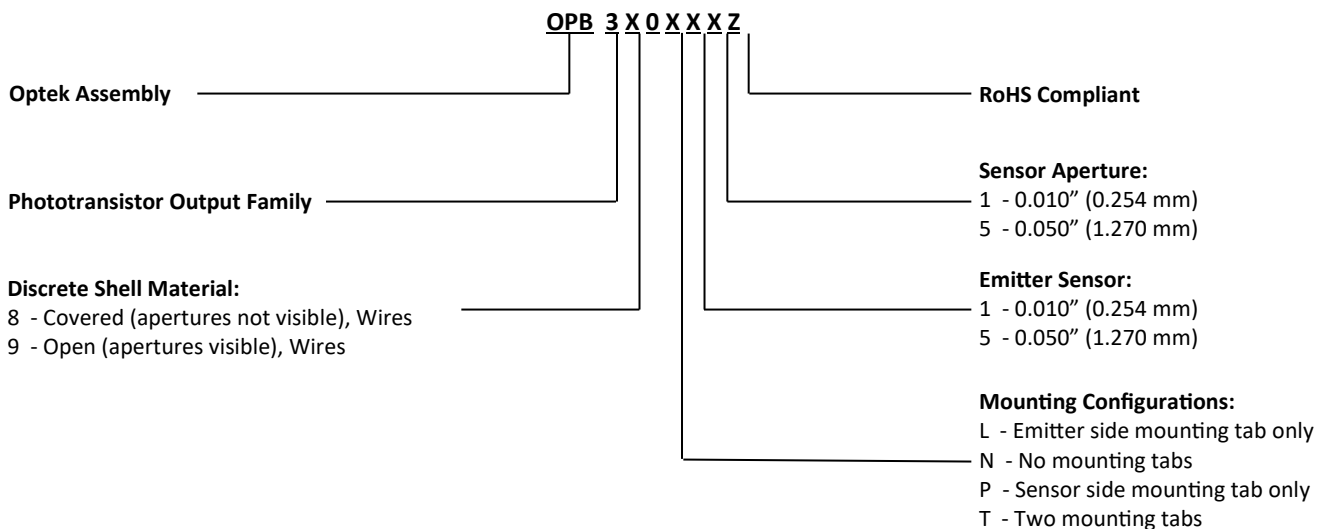 OPB 3 X 0 X X X Z
Optek Assembly
RoHS Compliant
Sensor Aperture:
1 - 0.010” (0.254 mm)
5 - 0.050” (1.270 mm)
Phototransistor Output Family
Emitter Sensor:
1 - 0.010” (0.254 mm)
5 - 0.050” (1.270 mm)
Discrete Shell Material:
8 - Covered (apertures not visible), Wires
9 - Open (apertures visible), Wires
Mounting Configurations:
L - Emitter side mounting tab only
N - No mounting tabs
P - Sensor side mounting tab only
T - Two mounting tabs